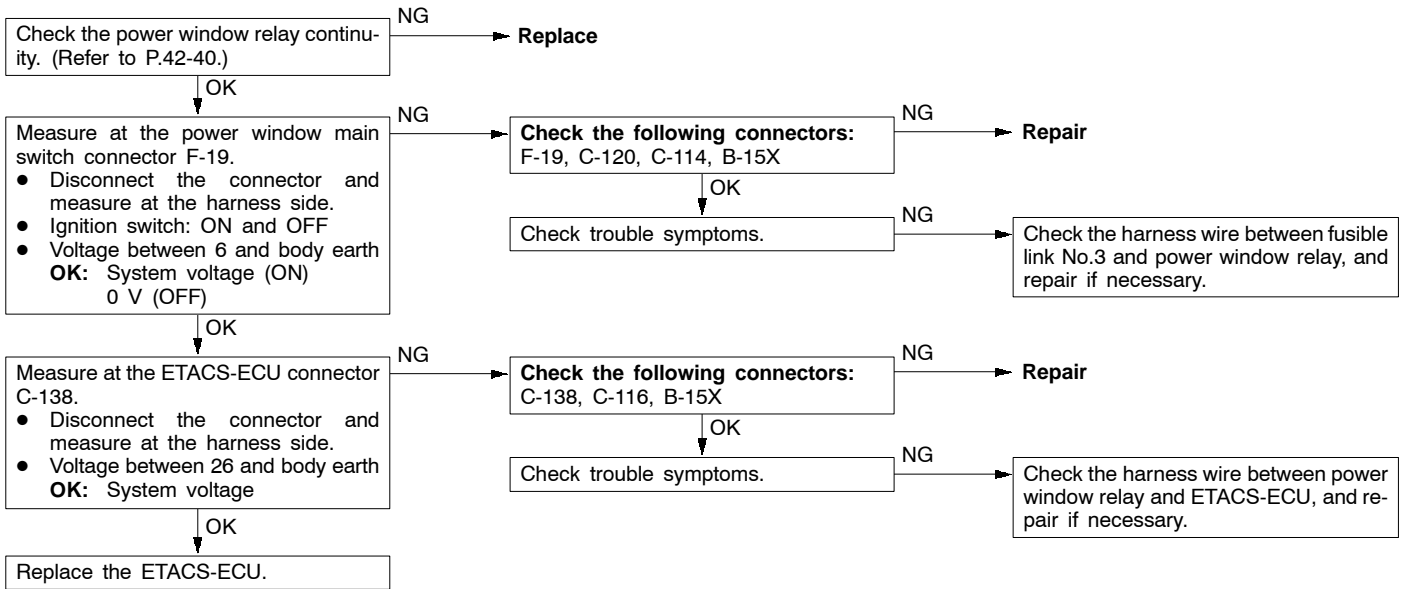 Check the power window relay continu-
ity. (Refer to P.42-40.)
NG
Replace
OK
Measure at the power window main
switch connector F-19.
● Disconnect the connector and
measure at the harness side.
● Ignition switch: ON and OFF
● Voltage between 6 and body earth
OK: System voltage (ON)
0 V (OFF)
NG
Check the following connectors:
F-19, C-120, C-114, B-15X
NG
Repair
OK
Check trouble symptoms.
NG
Check the harness wire between fusible
link No.3 and power window relay, and
repair if necessary.
OK
Measure at the ETACS-ECU connector
C-138.
● Disconnect the connector and
measure at the harness side.
● Voltage between 26 and body earth
OK: System voltage
NG
Check the following connectors:
C-138, C-116, B-15X
NG
Repair
OK
Check trouble symptoms.
NG
Check the harness wire between power
window relay and ETACS-ECU, and re-
pair if necessary.
OK
Replace the ETACS-ECU.